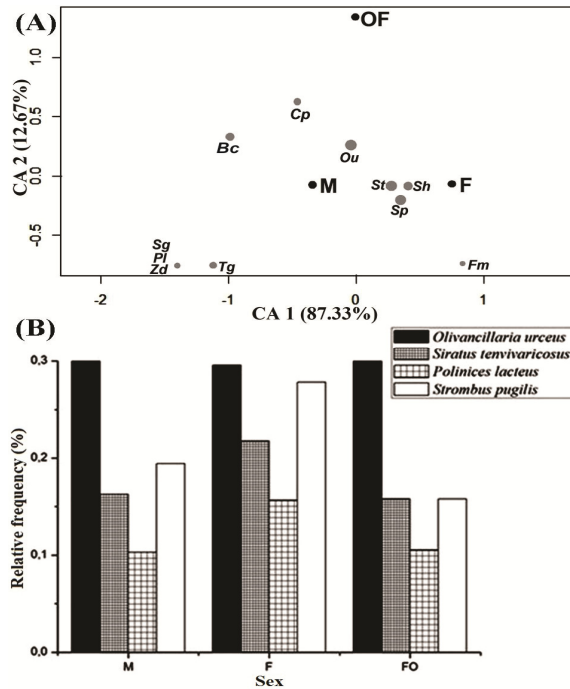 (A)
OF
CA 2 (12.67%)
1.0
0.5
0.0
-0.5
Cp
Bc
Ou
M
St
Sh
F
Sp
Sg
Pl
Zd
Tg
Fm
-2
-1
0
1
CA 1 (87.33%)
(B)
Olivancillaria urceus
Siratus tenvivaricosus
Polinices lacteus
Strombus pugilis
Relative frequency (%)
0,3
0,2
0,1
0,0
M
F
FO
Sex